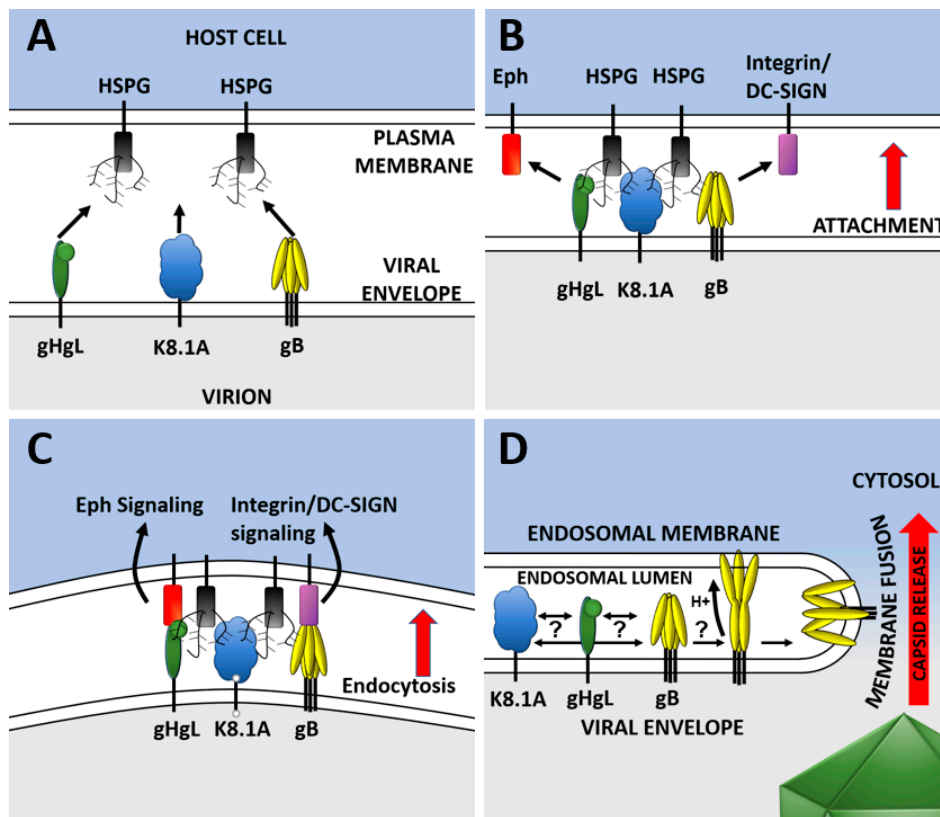 A
HOST CELL
HSPG
HSPG
PLASMA
MEMBRANE
VIRAL
ENVELOPE
gHgL
K8.1A
gB
VIRION
B
Eph
HSPG
HSPG
Integrin/
DC-SIGN
ATTACHMENT
gHgL
K8.1A
gB
C
Eph Signaling
Integrin/DC-SIGN
signaling
Endocytosis
gHgL
K8.1A
gB
D
CYTOSOL
ENDOSOMAL MEMBRANE
ENDOSOMAL LUMEN
H+
?
?
?
?
K8.1A
gHgL
gB
VIRAL ENVELOPE
MEMBRANE FUSION
CAPSID RELEASE